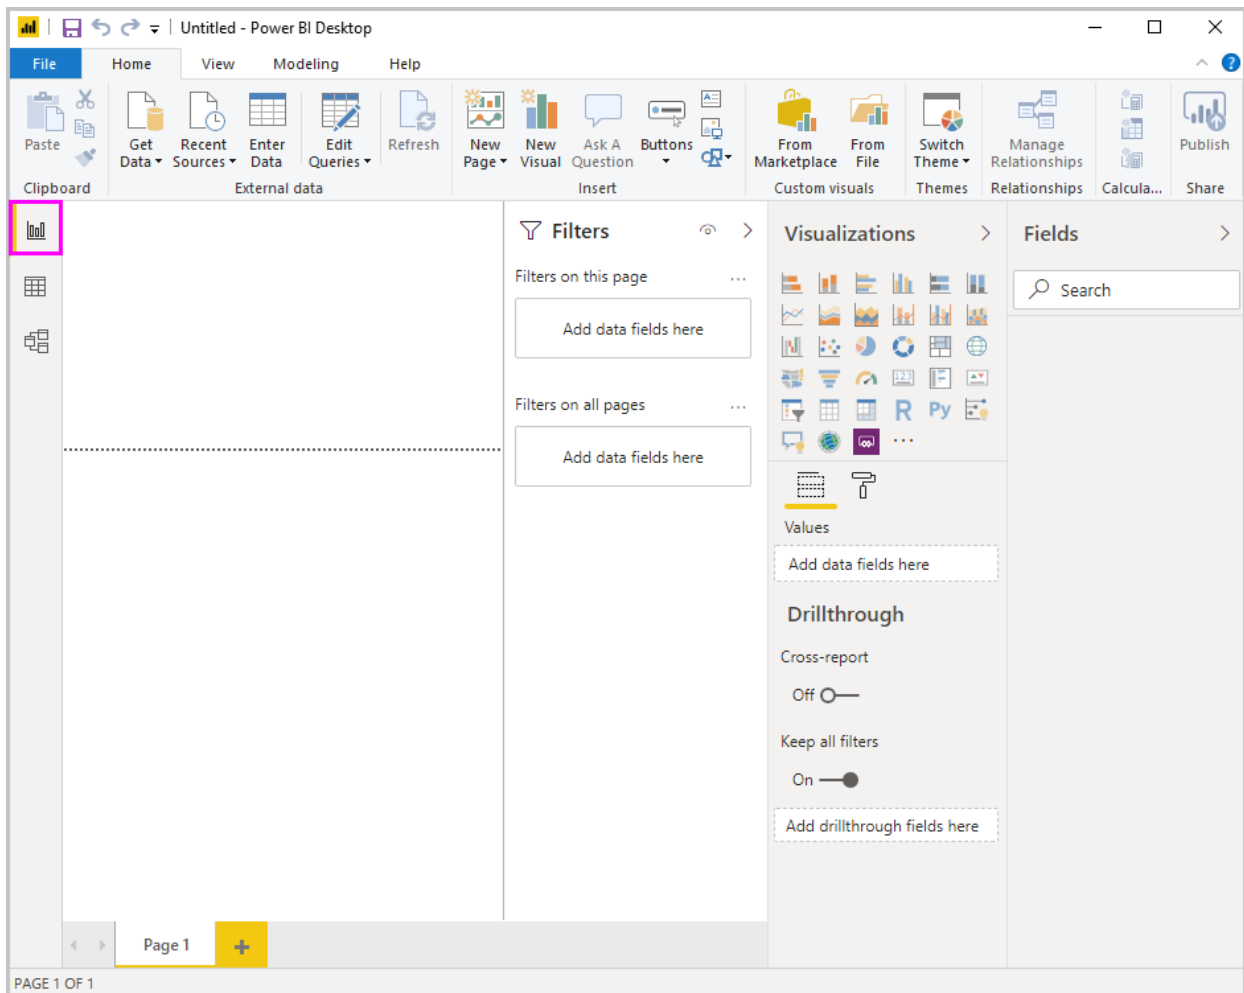 Untitled - Power BI Desktop
File Home View Modeling Help ?
Paste
Get Data
Recent Sources
Enter Data
Edit Queries
Refresh
New Page
New Visual
Ask A Question
Buttons
From Marketplace
From File
Switch Theme
Manage Relationships
Publish
Clipboard External data Insert Custom visuals Themes Relationships Calcula... Share
Filters
Filters on this page ...
Add data fields here
Filters on all pages ...
Add data fields here
Visualizations
123
R Py
...
Values
Add data fields here
Drillthrough
Cross-report
Off
Keep all filters
On
Add drillthrough fields here
Fields
Search
Page 1 +
PAGE 1 OF 1